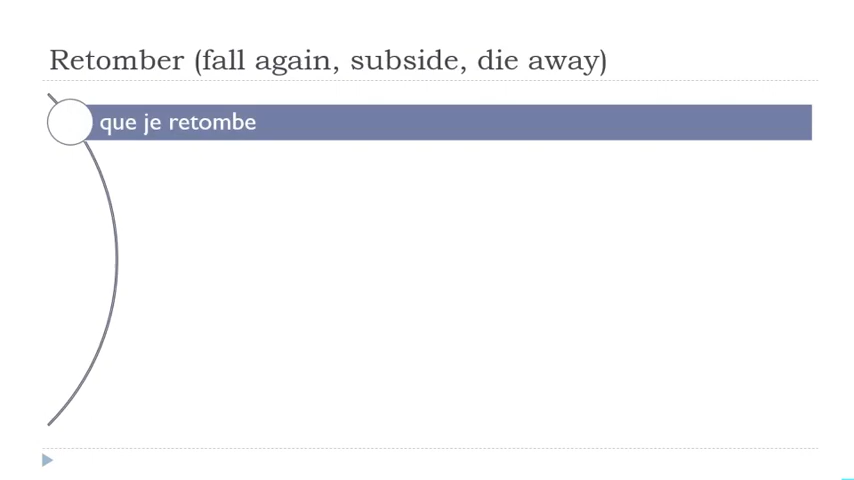 Retomber (fall again, subside, die away)
que je retombe